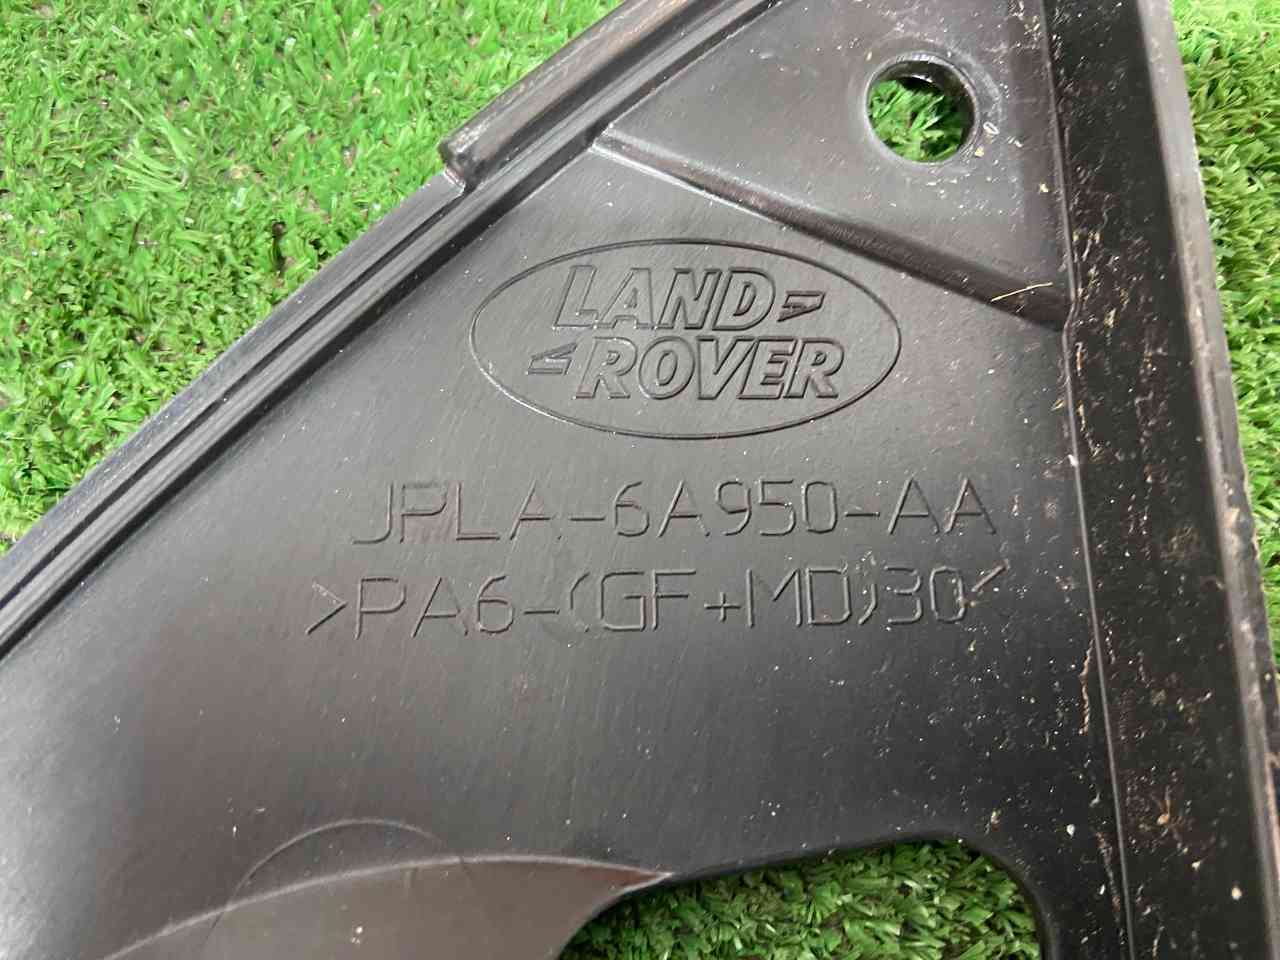 LAND
ROVER
JPLA-6A950-AA
>PA6-(GF+MD)30<